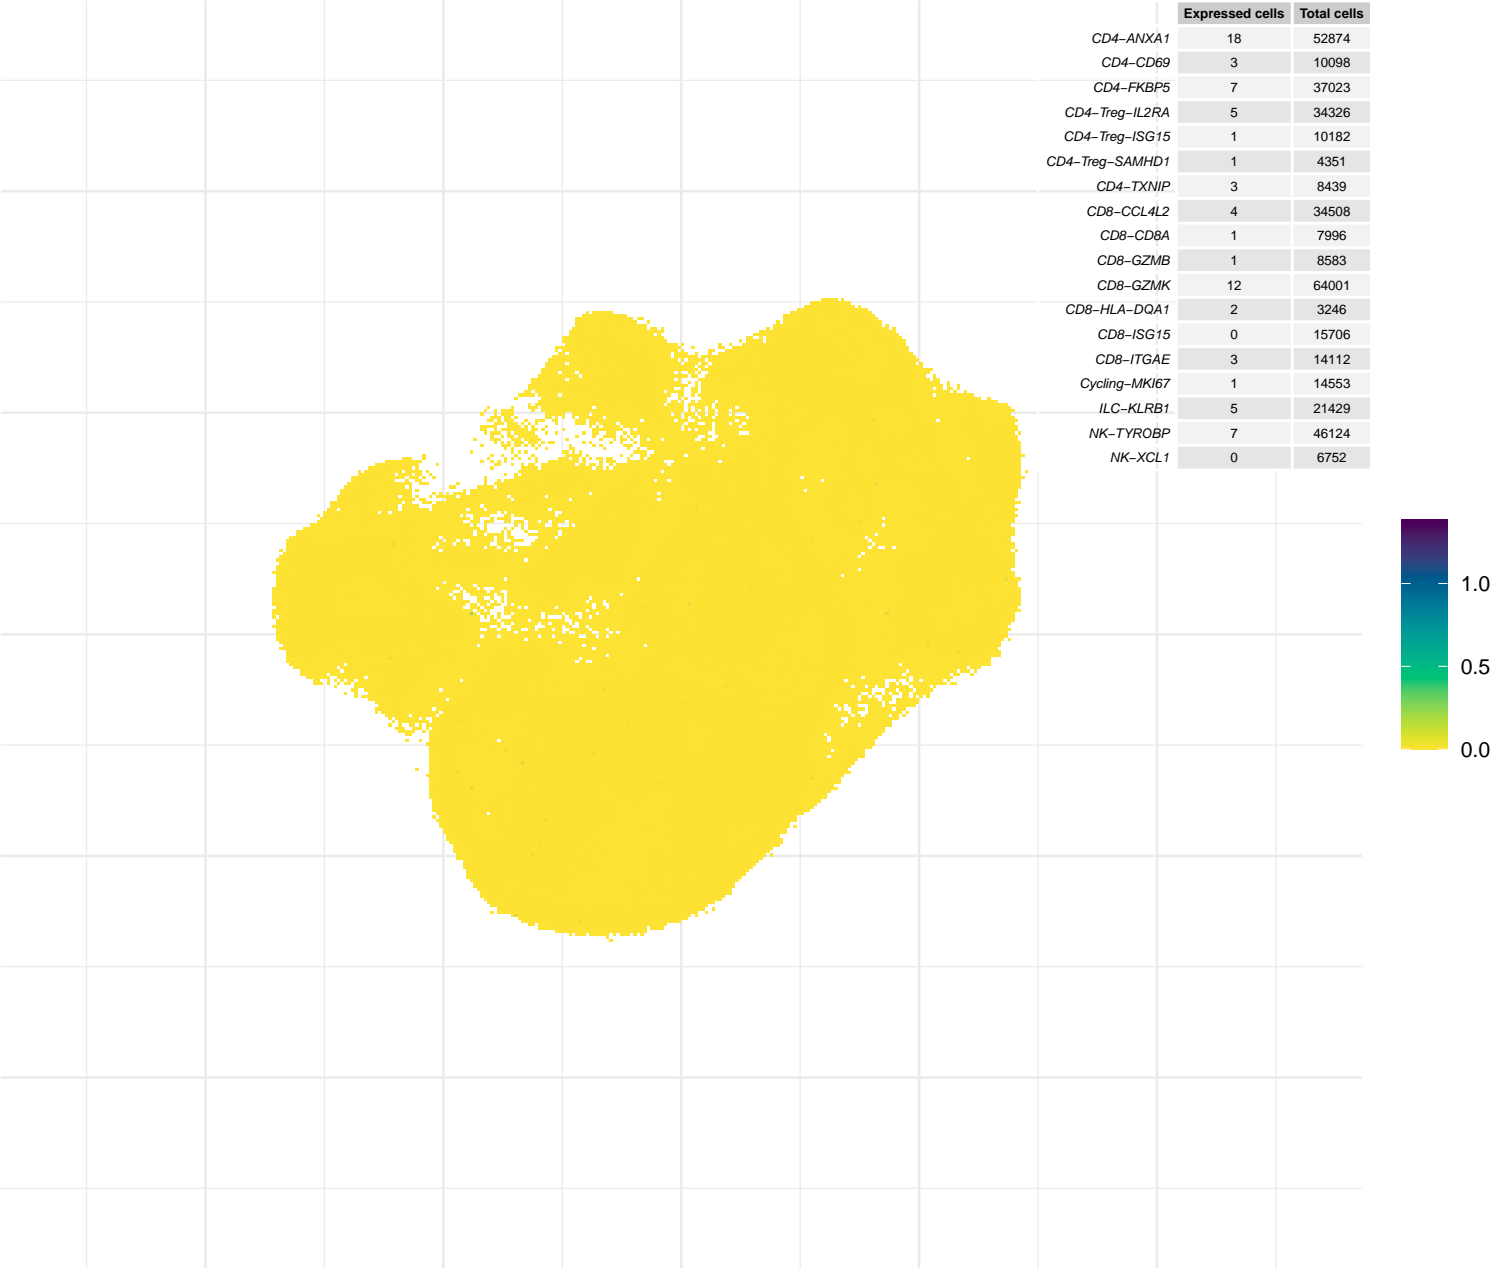 Expressed cells Total cells
CD4−ANXA1 18 52874
CD4−CD69 3 10098
CD4−FKBP5 7 37023
CD4−Treg−IL2RA 5 34326
CD4−Treg−ISG15 1 10182
CD4−Treg−SAMHD1 1 4351
CD4−TXNIP 3 8439
CD8−CCL4L2 4 34508
CD8−CD8A 1 7996
CD8−GZMB 1 8583
CD8−GZMK 12 64001
CD8−HLA−DQA1 2 3246
CD8−ISG15 0 15706
CD8−ITGAE 3 14112
Cycling−MKI67 1 14553
ILC−KLRB1 5 21429
NK−TYROBP 7 46124
NK−XCL1 0 6752
1.0
0.5
0.0